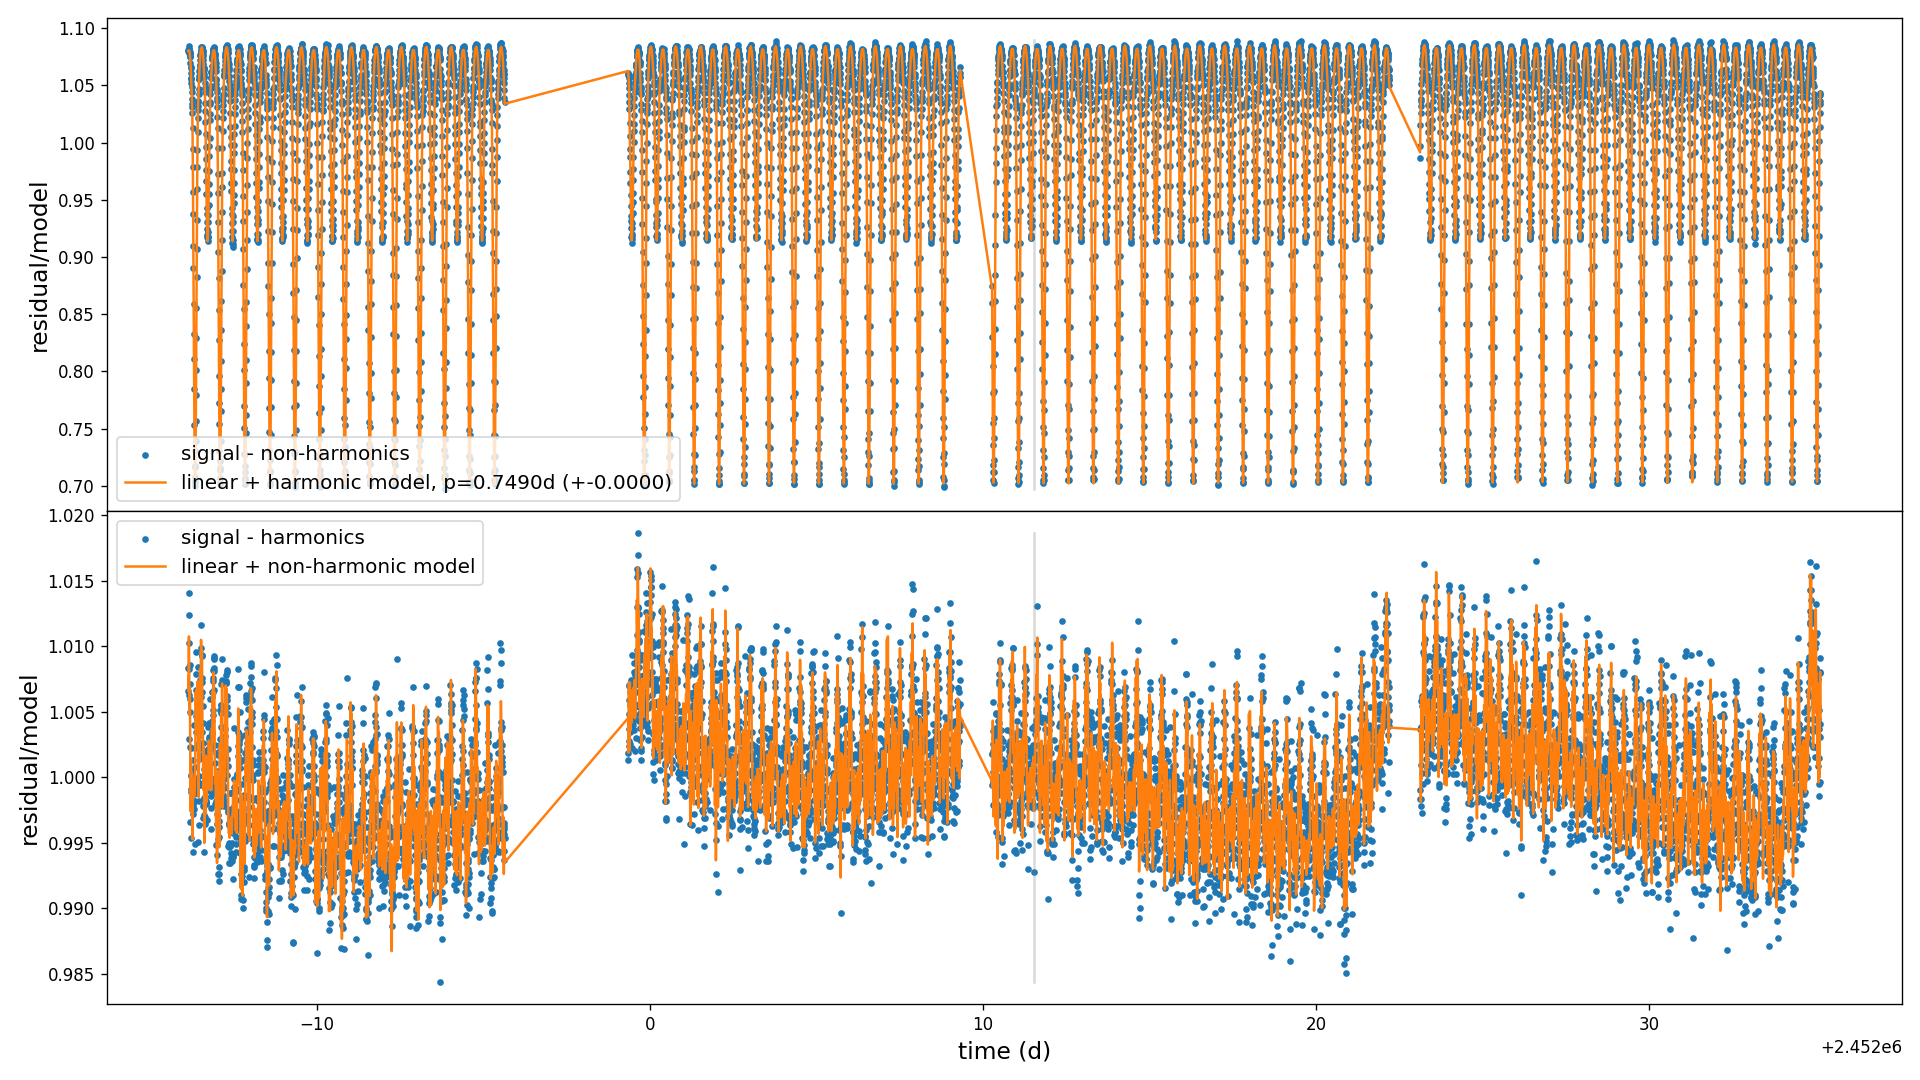 1.10
1.05
1.00
0.95
0.90
0.85
0.80
0.75
0.70
residual/model
signal - non-harmonics
linear + harmonic model, p=0.7490d (+-0.0000)
1.020
1.015
1.010
1.005
1.000
0.995
0.990
0.985
residual/model
signal - harmonics
linear + non-harmonic model
−10 0 10 20 30
time (d)
+2.452e6